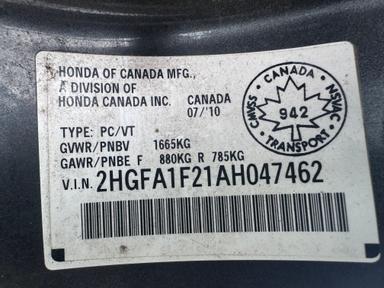 HONDA OF CANADA MFG.,
A DIVISION OF
HONDA CANADA INC. CANADA
07/'10
CANADA
CMVSS
NSVAC
942
TRANSPORT
TYPE: PC/VT
GVWR/PNBV 1665KG
GAWR/PNBE F 880KG R 785KG
V.I.N. 2HGFA1F21AH047462